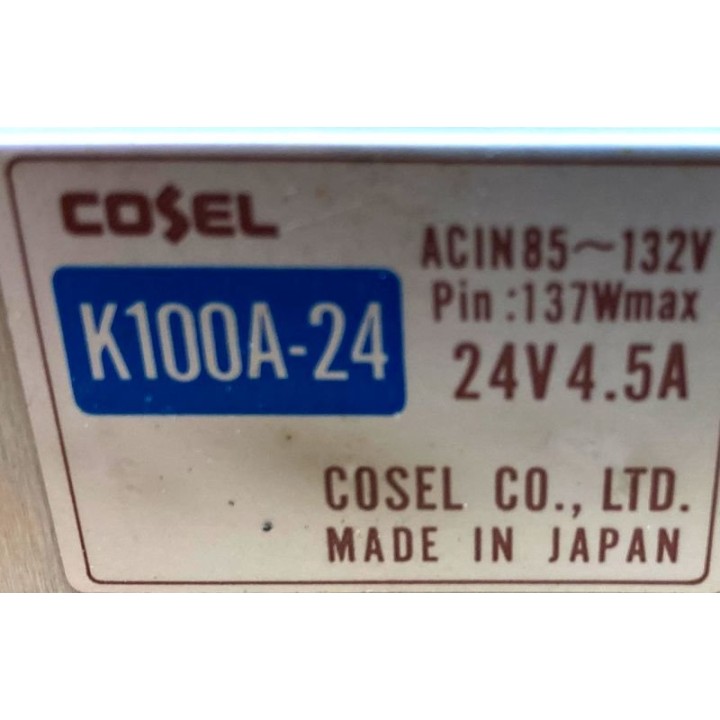 COSEL
K100A-24
ACIN85～132V
Pin:137Wmax
24V4.5A
COSEL CO., LTD.
MADE IN JAPAN